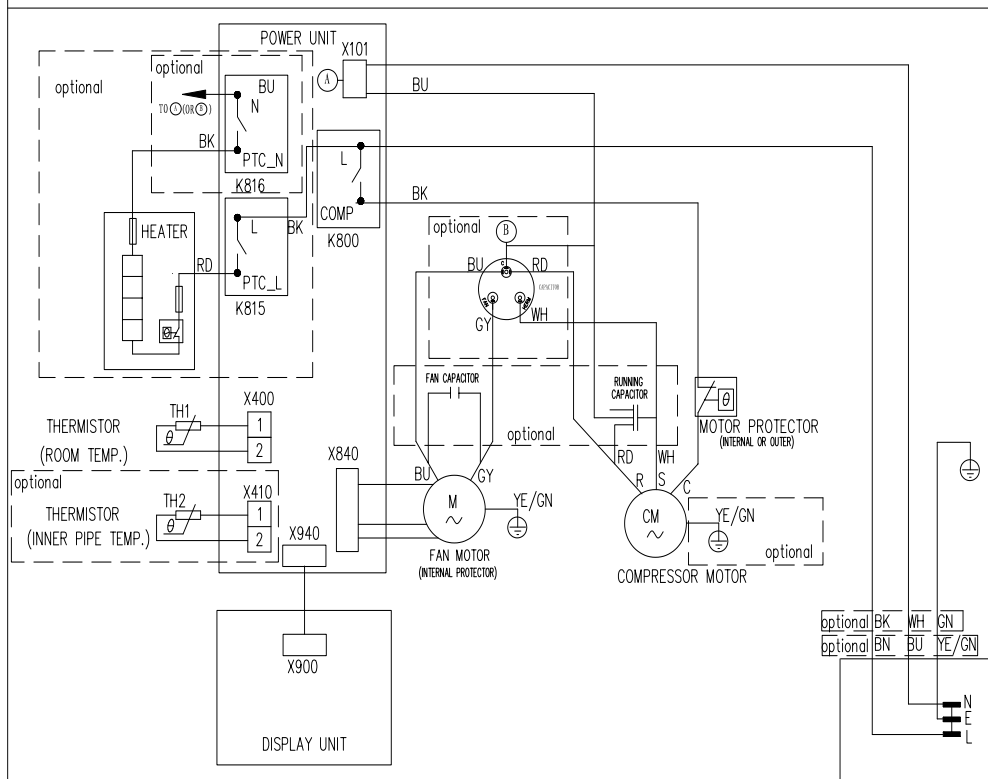 POWER UNIT
X101
optional
optional
A
BU
BU
N
TO A (OR B)
BK
PTC_N
K816
L
COMP
BK
K800
HEATER
L
BK
RD
PTC_L
K815
optional
B
C
BU
RD
CAPACITOR
FAN
HERM
GY
WH
FAN CAPACITOR
RUNNING
CAPACITOR
optional
θ
MOTOR PROTECTOR
(INTERNAL OR OUTER)
THERMISTOR
(ROOM TEMP.)
TH1
θ
X400
1
2
X840
BU
GY
RD
WH
R
S
C
optional
THERMISTOR
(INNER PIPE TEMP.)
TH2
θ
X410
1
2
M
~
YE/GN
FAN MOTOR
(INTERNAL PROTECTOR)
CM
~
YE/GN
optional
COMPRESSOR MOTOR
X940
X900
DISPLAY UNIT
optional BK WH GN
optional BN BU YE/GN
N
E
L